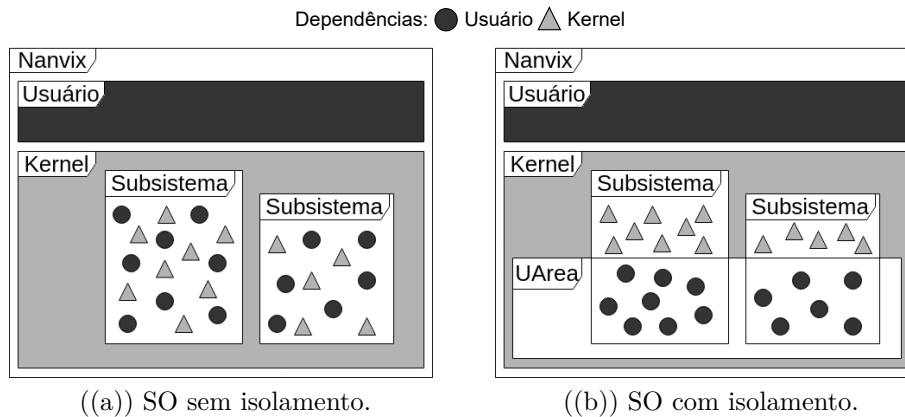 Dependências: Usuário Kernel
Nanvix
Usuário
Kernel
Subsistema
Subsistema
((a)) SO sem isolamento.
Nanvix
Usuário
Kernel
Subsistema
Subsistema
UArea
((b)) SO com isolamento.